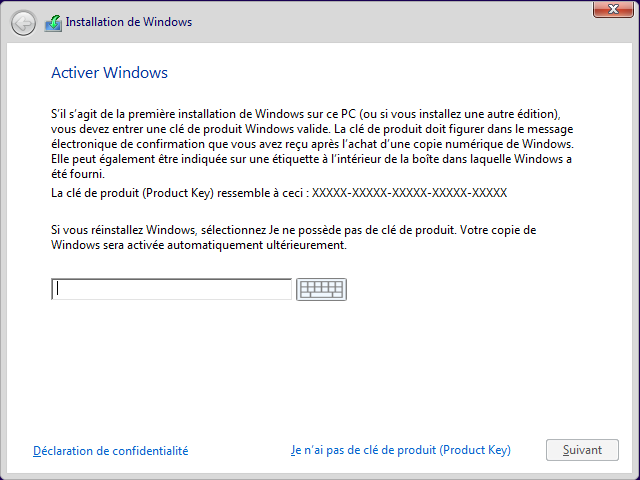 Installation de Windows
Activer Windows
S'il s'agit de la première installation de Windows sur ce PC (ou si vous installez une autre édition),
vous devez entrer une clé de produit Windows valide. La clé de produit doit figurer dans le message
électronique de confirmation que vous avez reçu après l'achat d'une copie numérique de Windows.
Elle peut également être indiquée sur une étiquette à l'intérieur de la boîte dans laquelle Windows a
été fourni.
La clé de produit (Product Key) ressemble à ceci : XXXXX-XXXXX-XXXXX-XXXXX-XXXXX
Si vous réinstallez Windows, sélectionnez Je ne possède pas de clé de produit. Votre copie de
Windows sera activée automatiquement ultérieurement.
Déclaration de confidentialité
Je n'ai pas de clé de produit (Product Key)
Suivant